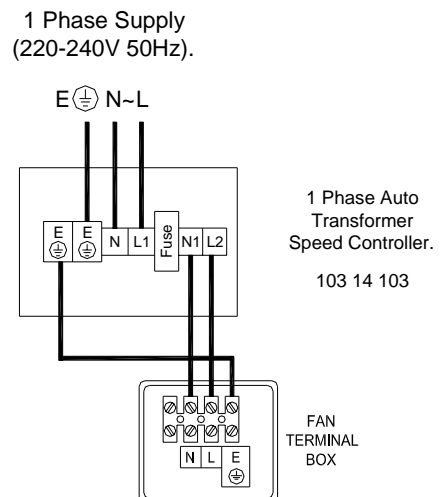 1 Phase Supply
(220-240V 50Hz).
E N~L
E E N L1 Fuse N1 L2
1 Phase Auto
Transformer
Speed Controller.
103 14 103
N L E
FAN
TERMINAL
BOX